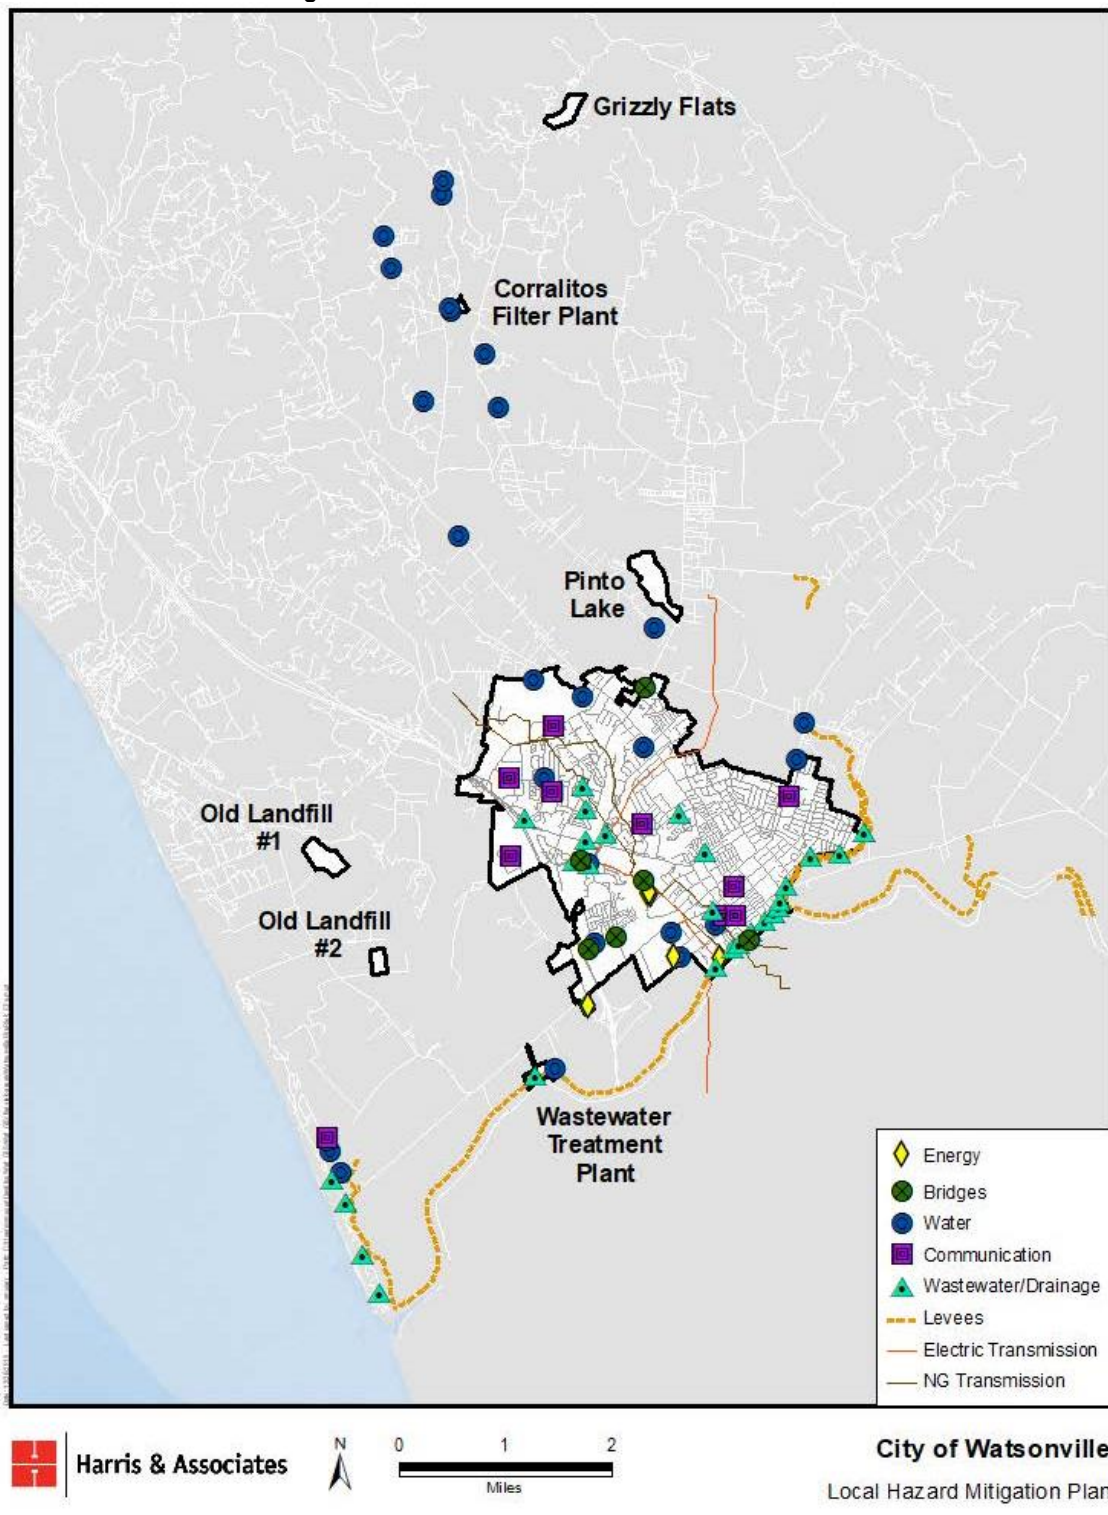 Grizzly Flats
Corralitos
Filter Plant
Pinto
Lake
Old Landfill
#1
Old Landfill
#2
Wastewater
Treatment
Plant
Energy
Bridges
Water
Communication
Wastewater/Drainage
Levees
Electric Transmission
NG Transmission
Harris & Associates
N
0 1 2
Miles
City of Watsonville
Local Hazard Mitigation Plan